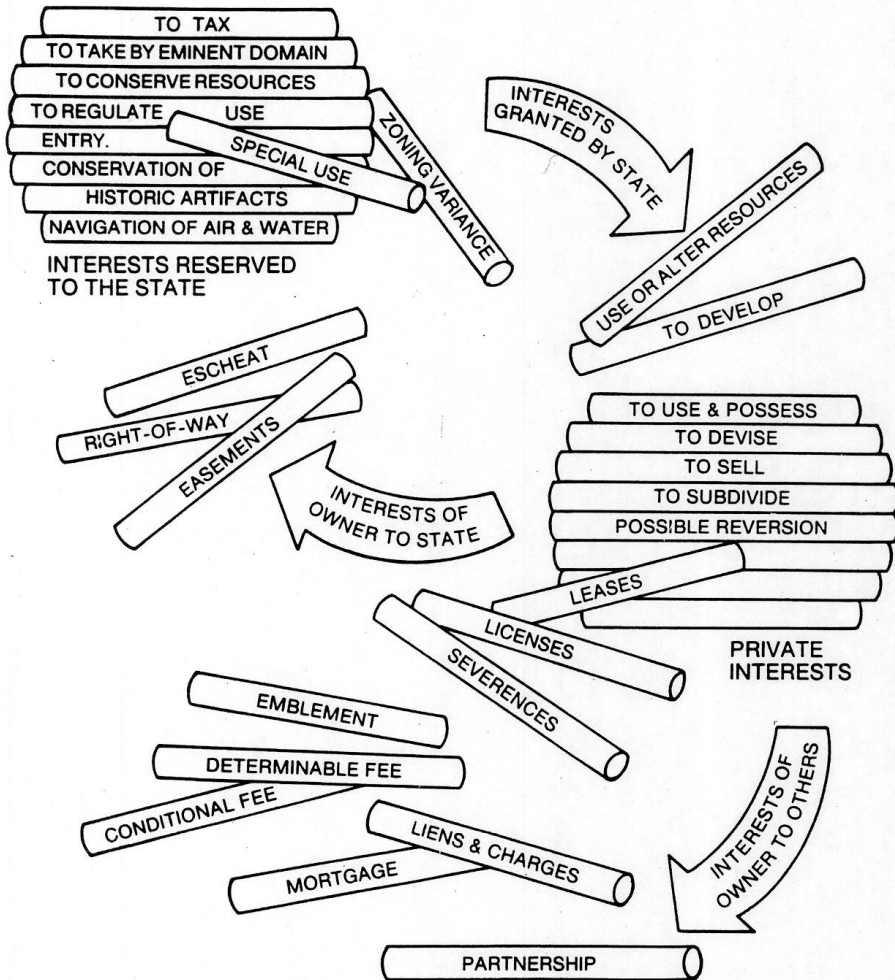 TO TAX
TO TAKE BY EMINENT DOMAIN
TO CONSERVE RESOURCES
TO REGULATE USE
ENTRY.
CONSERVATION OF
HISTORIC ARTIFACTS
NAVIGATION OF AIR & WATER
SPECIAL USE
ZONING VARIANCE
INTERESTS RESERVED
TO THE STATE
INTERESTS
GRANTED BY STATE
USE OR ALTER RESOURCES
TO DEVELOP
ESCHEAT
RIGHT-OF-WAY
EASEMENTS
INTERESTS OF
OWNER TO STATE
TO USE & POSSESS
TO DEVISE
TO SELL
TO SUBDIVIDE
POSSIBLE REVERSION
LEASES
LICENSES
SEVERENCES
PRIVATE
INTERESTS
EMBLEMENT
DETERMINABLE FEE
CONDITIONAL FEE
LIENS & CHARGES
MORTGAGE
INTERESTS OF
OWNER TO OTHERS
PARTNERSHIP